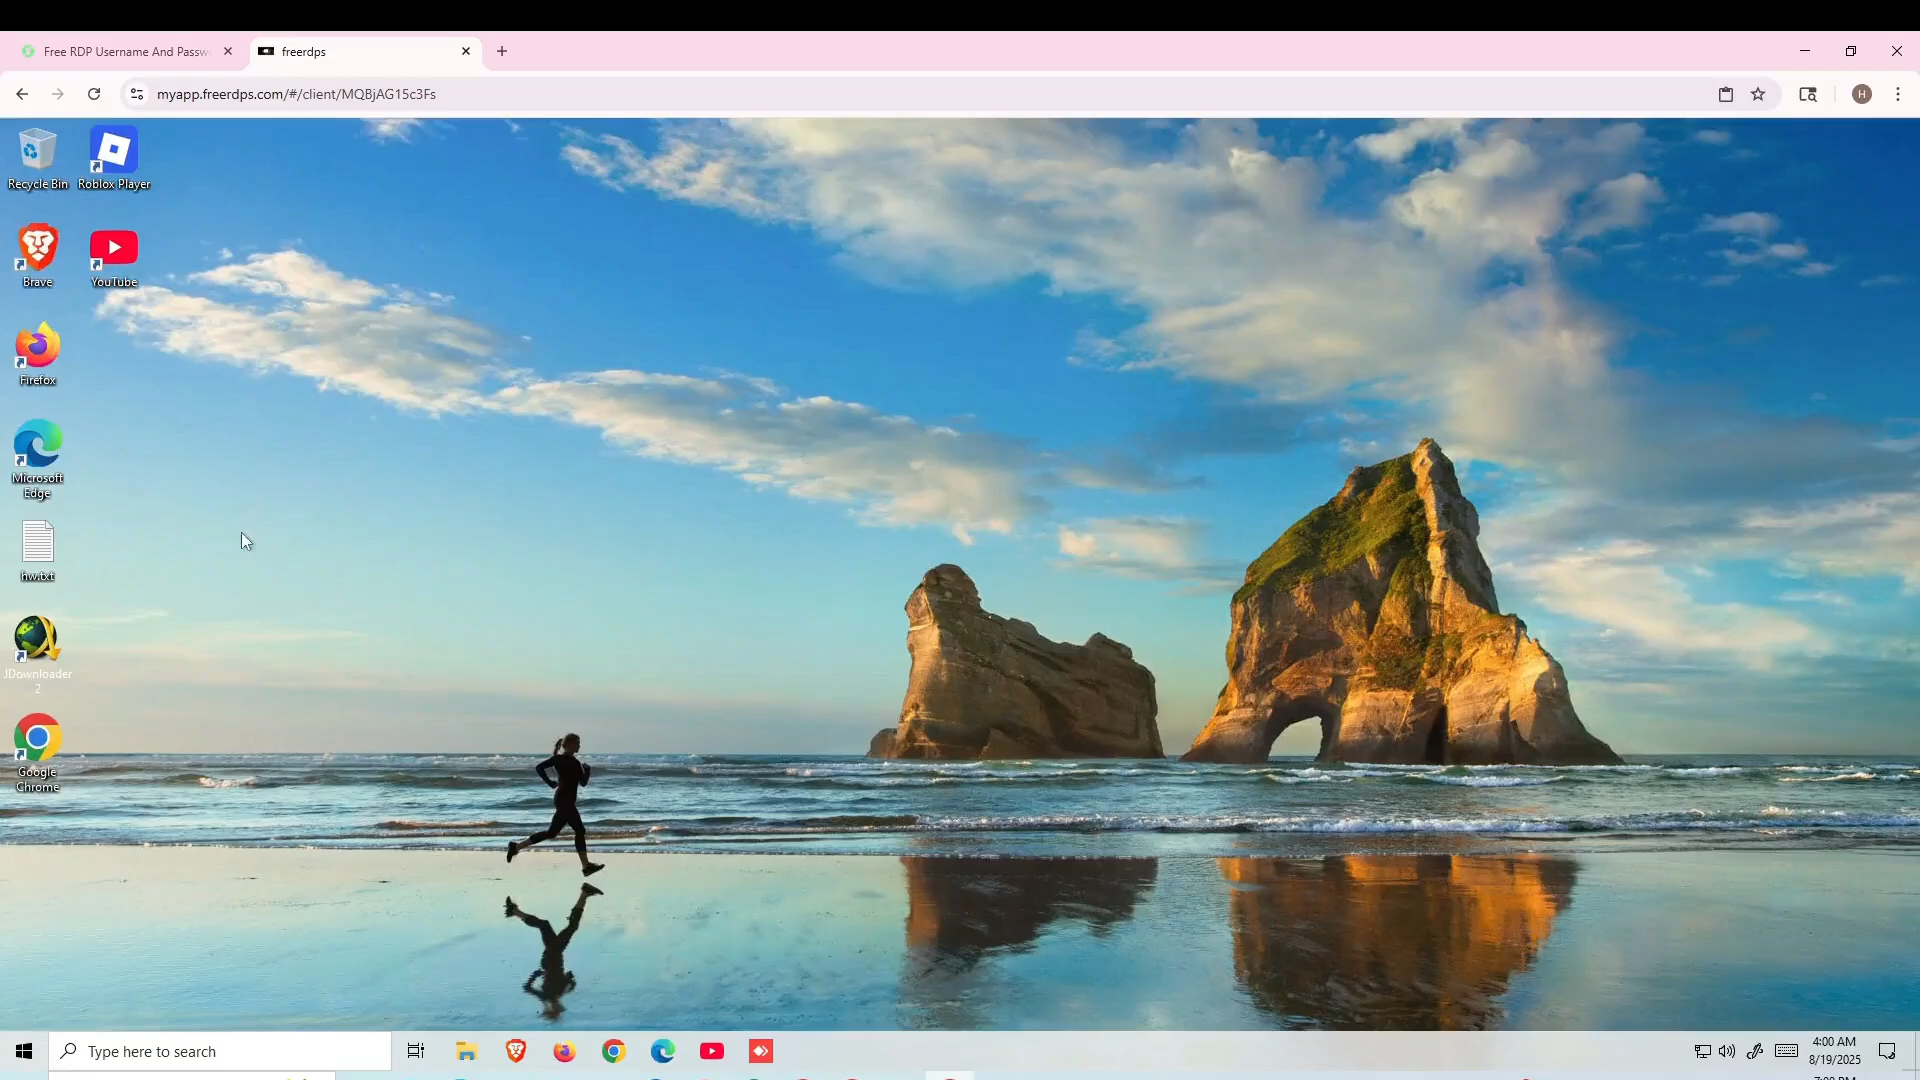 Free RDP Username And Passw
freerdps
myapp.freerdps.com/#/client/MQBjAG15c3Fs
H
Recycle Bin
Roblox Player
Brave
YouTube
Firefox
Microsoft
Edge
hw.txt
JDownloader
2
Google
Chrome
Type here to search
4:00 AM
8/19/2025